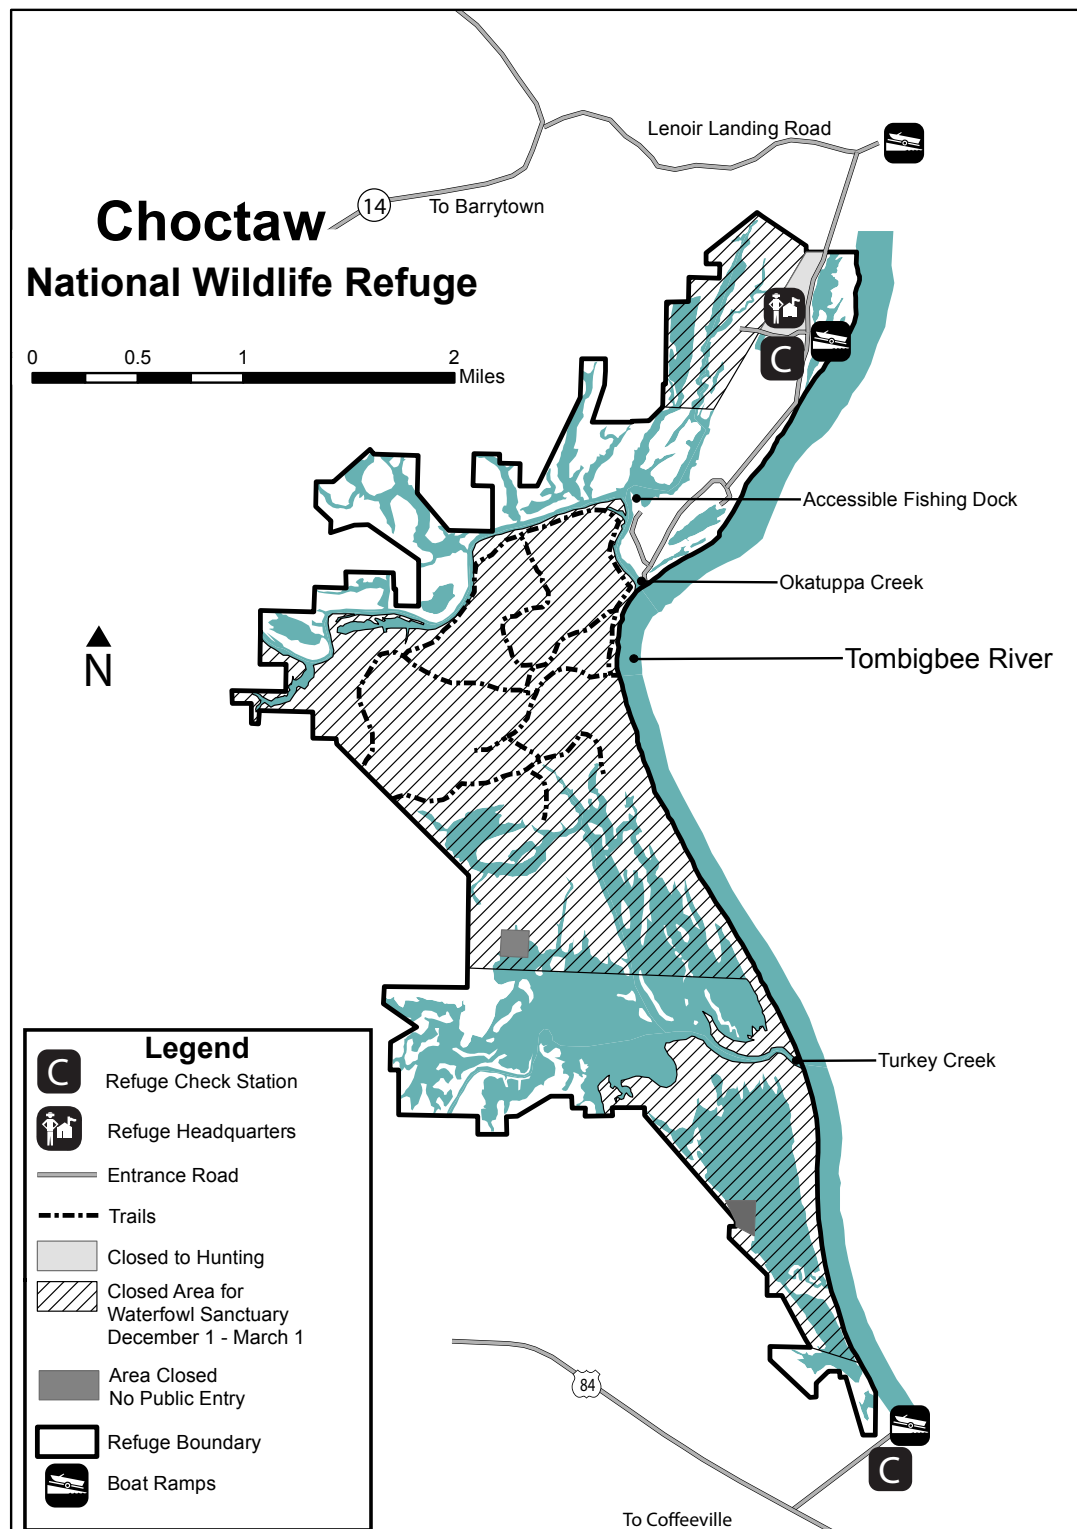 Lenoir Landing Road
14
To Barrytown
Choctaw
National Wildlife Refuge
0 0.5 1 2
Miles
C
Accessible Fishing Dock
Okatuppa Creek
N
Tombigbee River
Turkey Creek
Legend
C
Refuge Check Station
Refuge Headquarters
Entrance Road
Trails
Closed to Hunting
Closed Area for
Waterfowl Sanctuary
December 1 - March 1
Area Closed
No Public Entry
Refuge Boundary
Boat Ramps
84
C
To Coffeeville